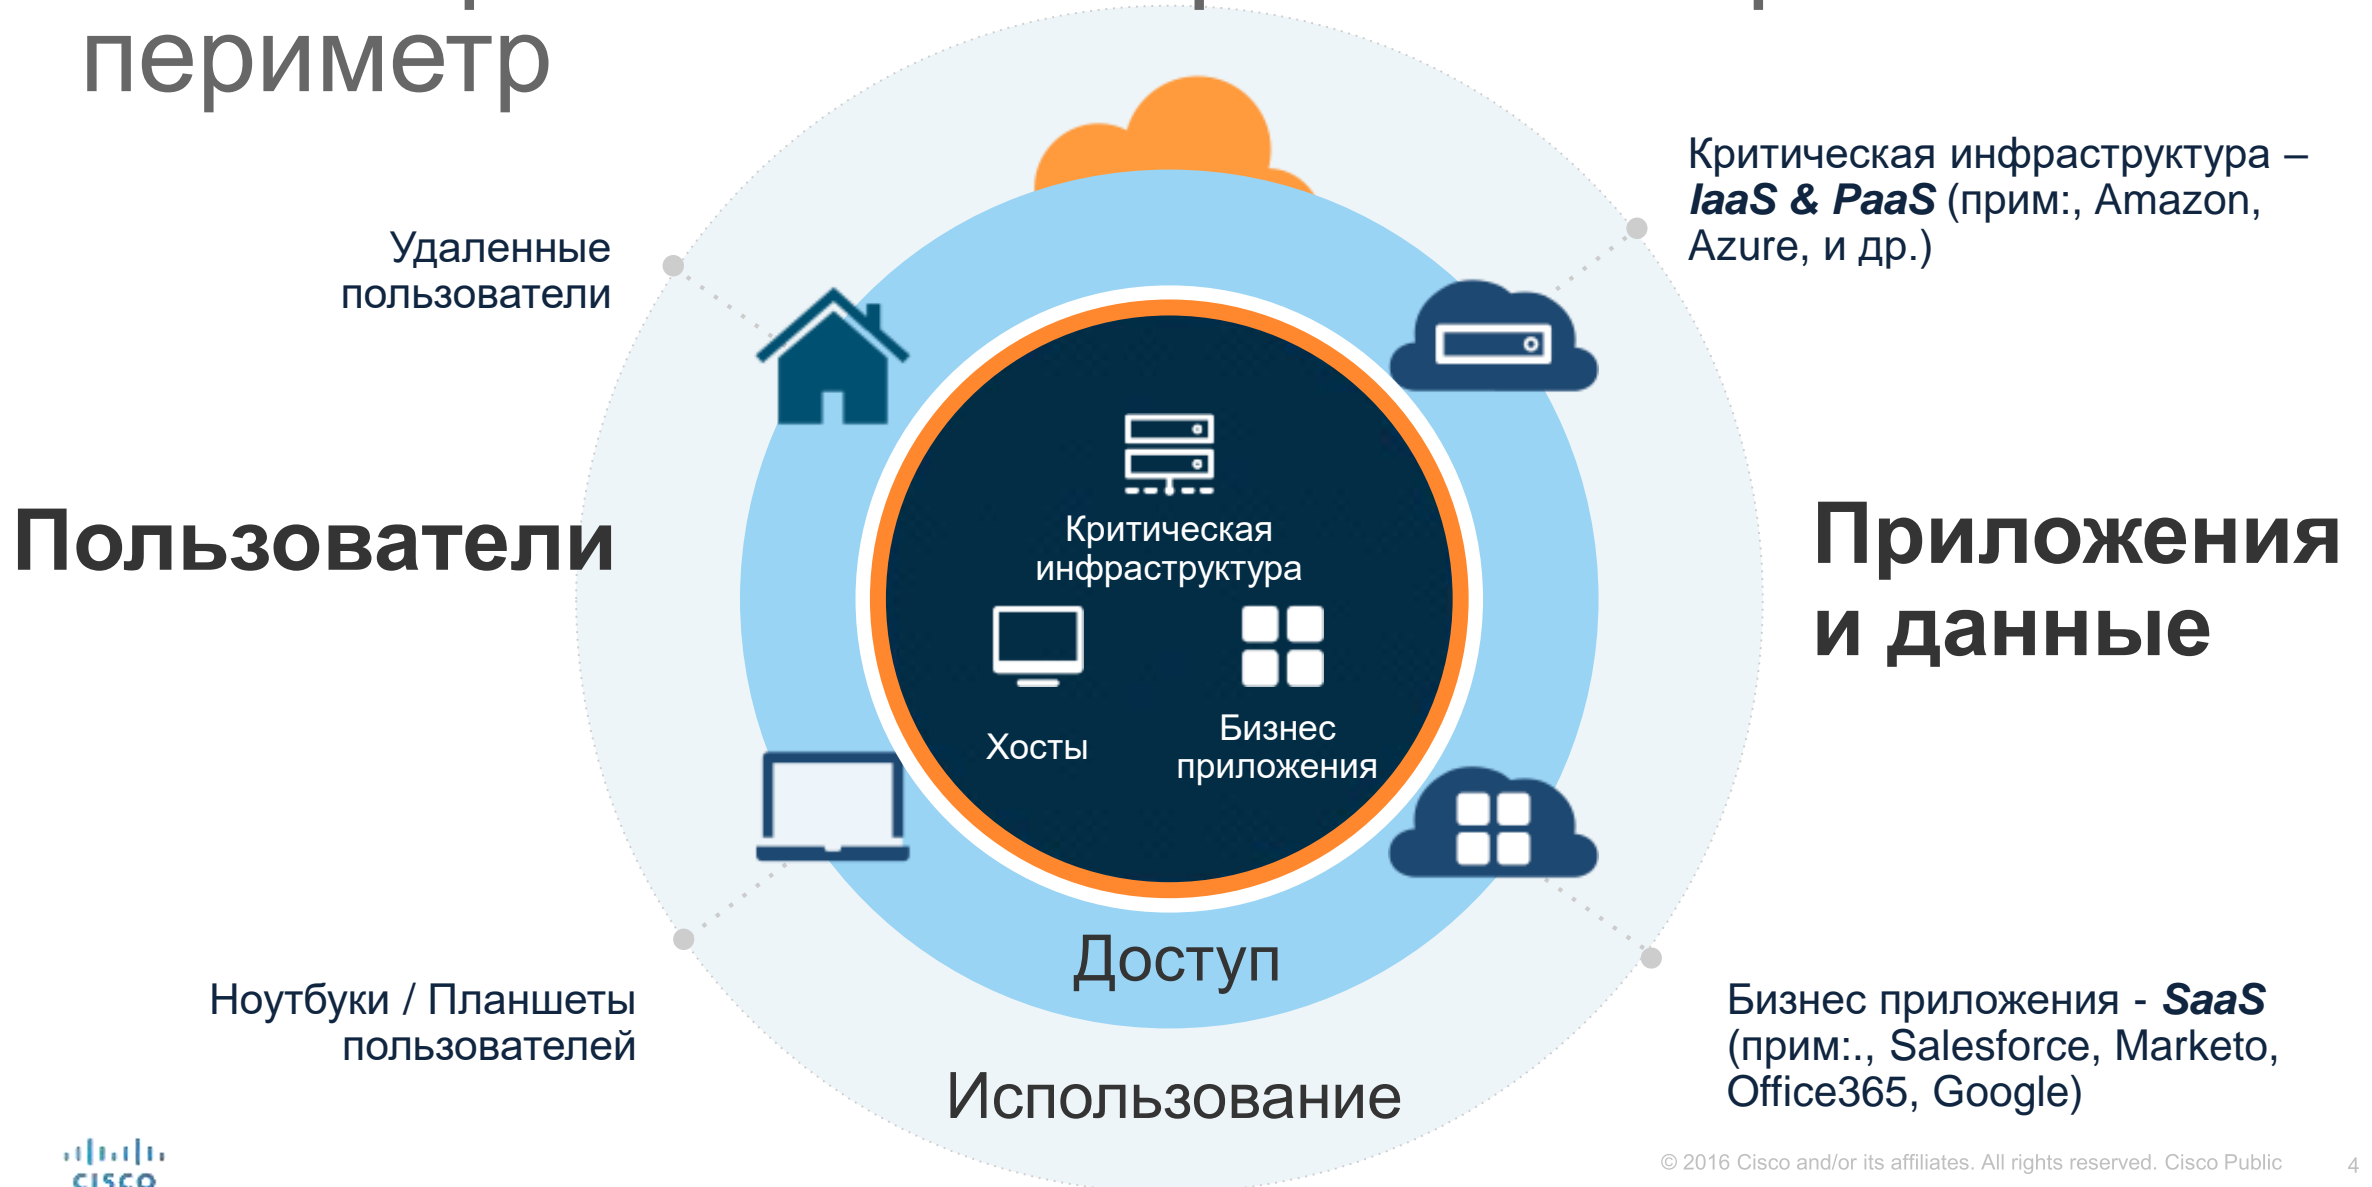 периметр
Удаленные
пользователи
Критическая инфраструктура –
IaaS & PaaS (прим:, Amazon,
Azure, и др.)
Пользователи
Критическая
инфраструктура
Хосты
Бизнес
приложения
Приложения
и данные
Доступ
Использование
Ноутбуки / Планшеты
пользователей
Бизнес приложения - SaaS
(прим:., Salesforce, Marketo,
Office365, Google)
CISCO
© 2016 Cisco and/or its affiliates. All rights reserved. Cisco Public
4